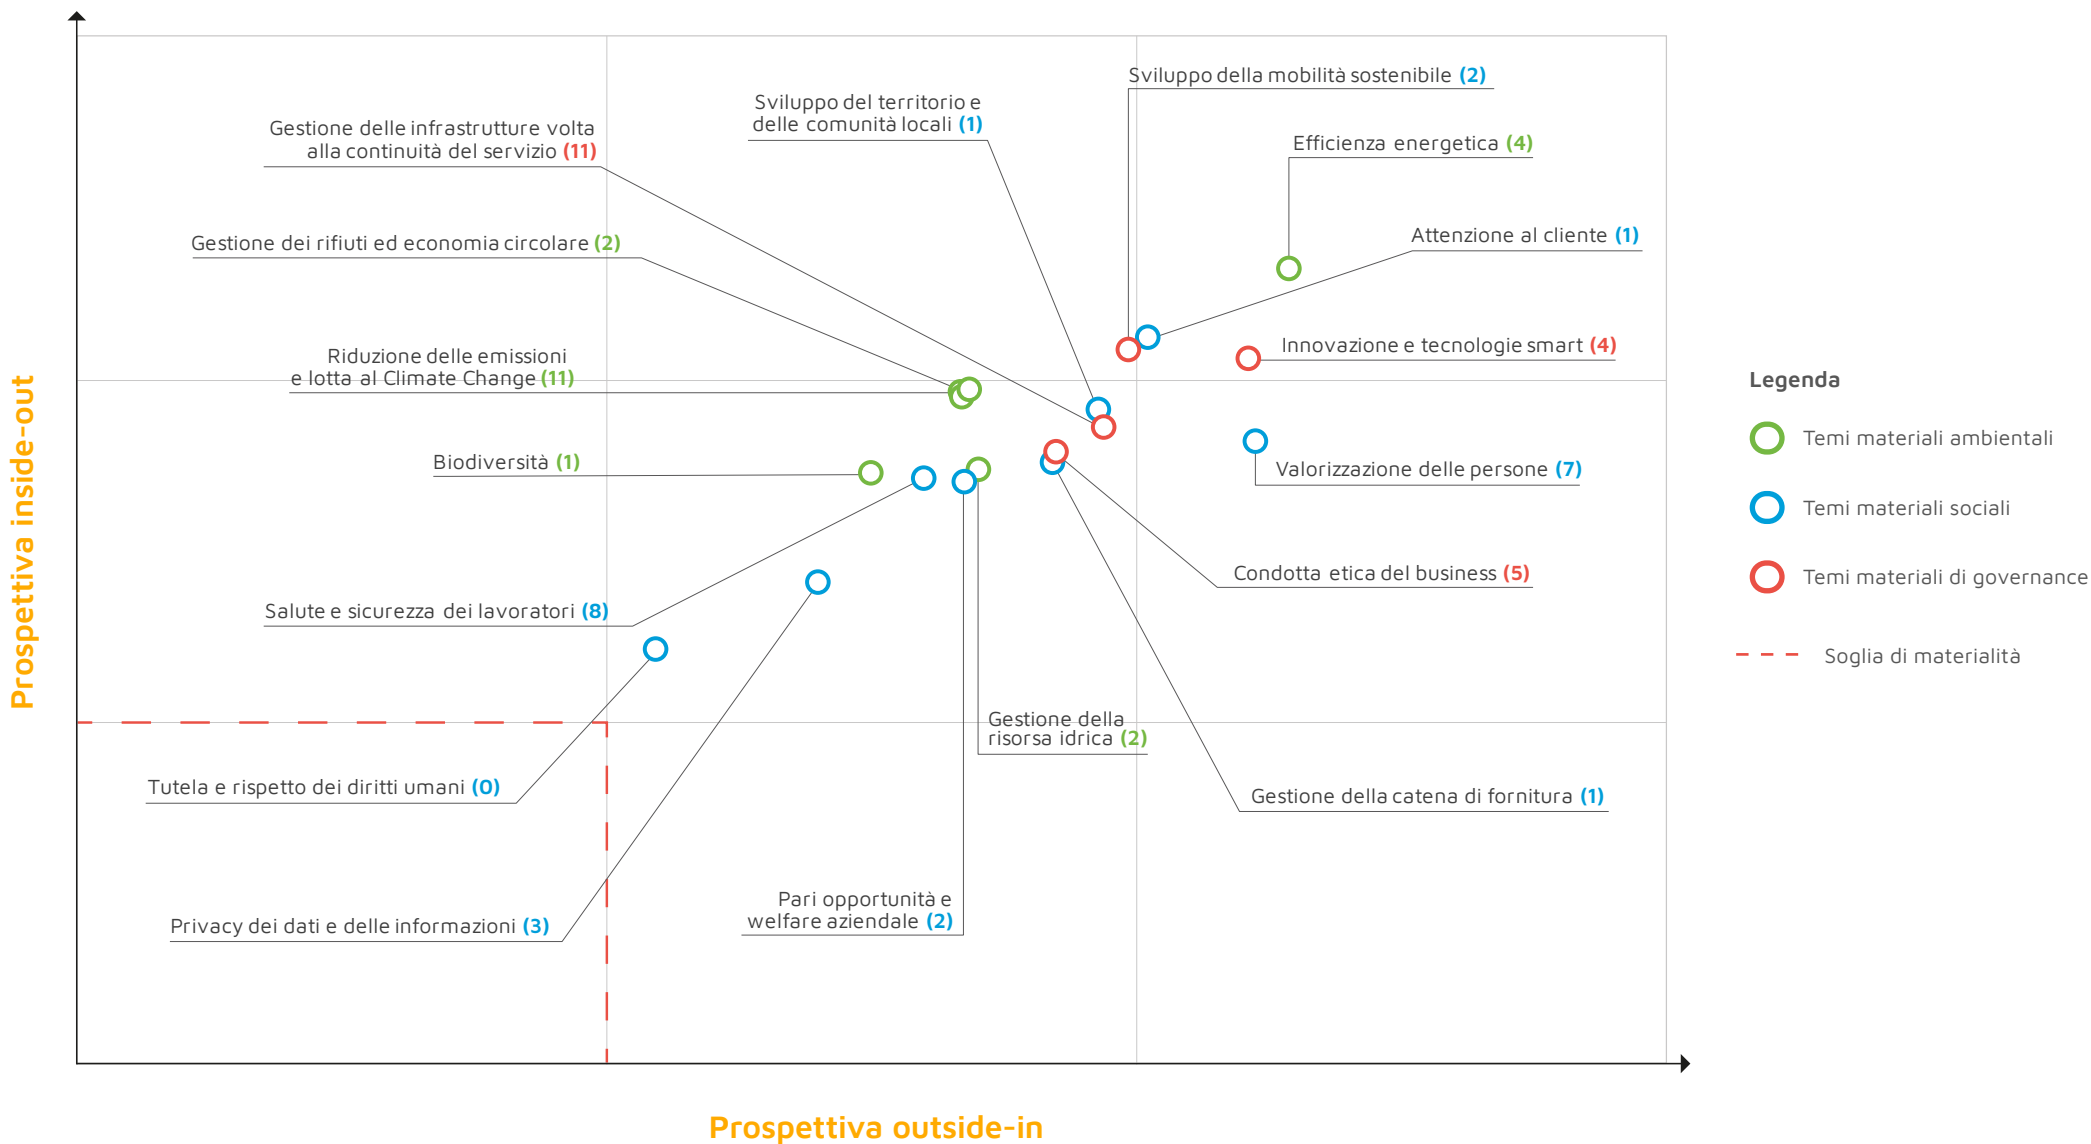 Sviluppo della mobilità sostenibile (2)
Sviluppo del territorio e
delle comunità locali (1)
Gestione delle infrastrutture volta
alla continuità del servizio (11)
Efficienza energetica (4)
Gestione dei rifiuti ed economia circolare (2)
Attenzione al cliente (1)
Riduzione delle emissioni
e lotta al Climate Change (11)
Innovazione e tecnologie smart (4)
Biodiversità (1)
Valorizzazione delle persone (7)
Condotta etica del business (5)
Salute e sicurezza dei lavoratori (8)
Gestione della
risorsa idrica (2)
Tutela e rispetto dei diritti umani (0)
Gestione della catena di fornitura (1)
Pari opportunità e
welfare aziendale (2)
Privacy dei dati e delle informazioni (3)
Prospettiva inside-out
Prospettiva outside-in
Legenda
Temi materiali ambientali
Temi materiali sociali
Temi materiali di governance
Soglia di materialità